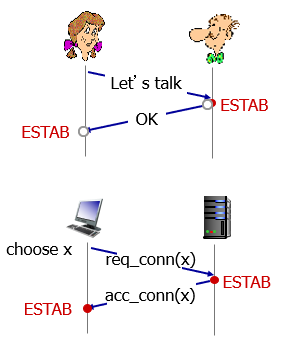 Let's talk
ESTAB
OK
ESTAB
choose x
req_conn(x)
ESTAB
acc_conn(x)
ESTAB